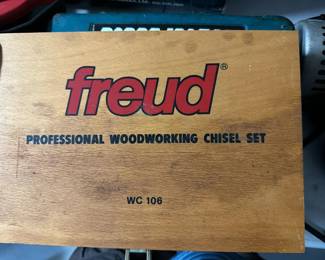 freud®
PROFESSIONAL WOODWORKING CHISEL SET
WC 106